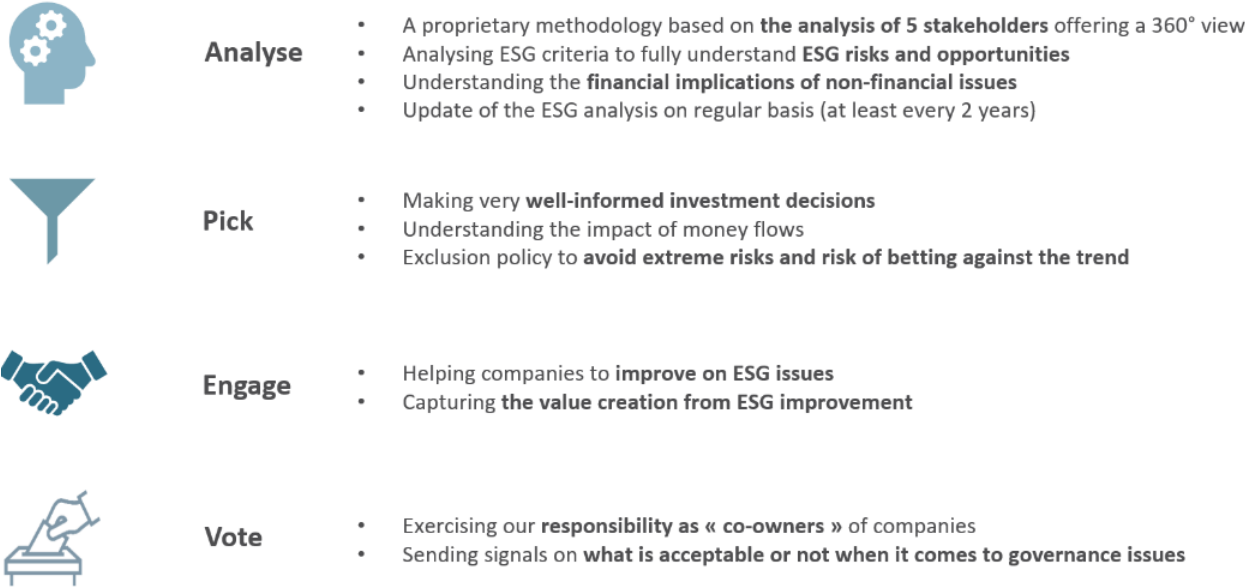 Analyse
• A proprietary methodology based on the analysis of 5 stakeholders offering a 360° view
• Analysing ESG criteria to fully understand ESG risks and opportunities
• Understanding the financial implications of non-financial issues
• Update of the ESG analysis on regular basis (at least every 2 years)
Pick
• Making very well-informed investment decisions
• Understanding the impact of money flows
• Exclusion policy to avoid extreme risks and risk of betting against the trend
Engage
• Helping companies to improve on ESG issues
• Capturing the value creation from ESG improvement
Vote
• Exercising our responsibility as « co-owners » of companies
• Sending signals on what is acceptable or not when it comes to governance issues